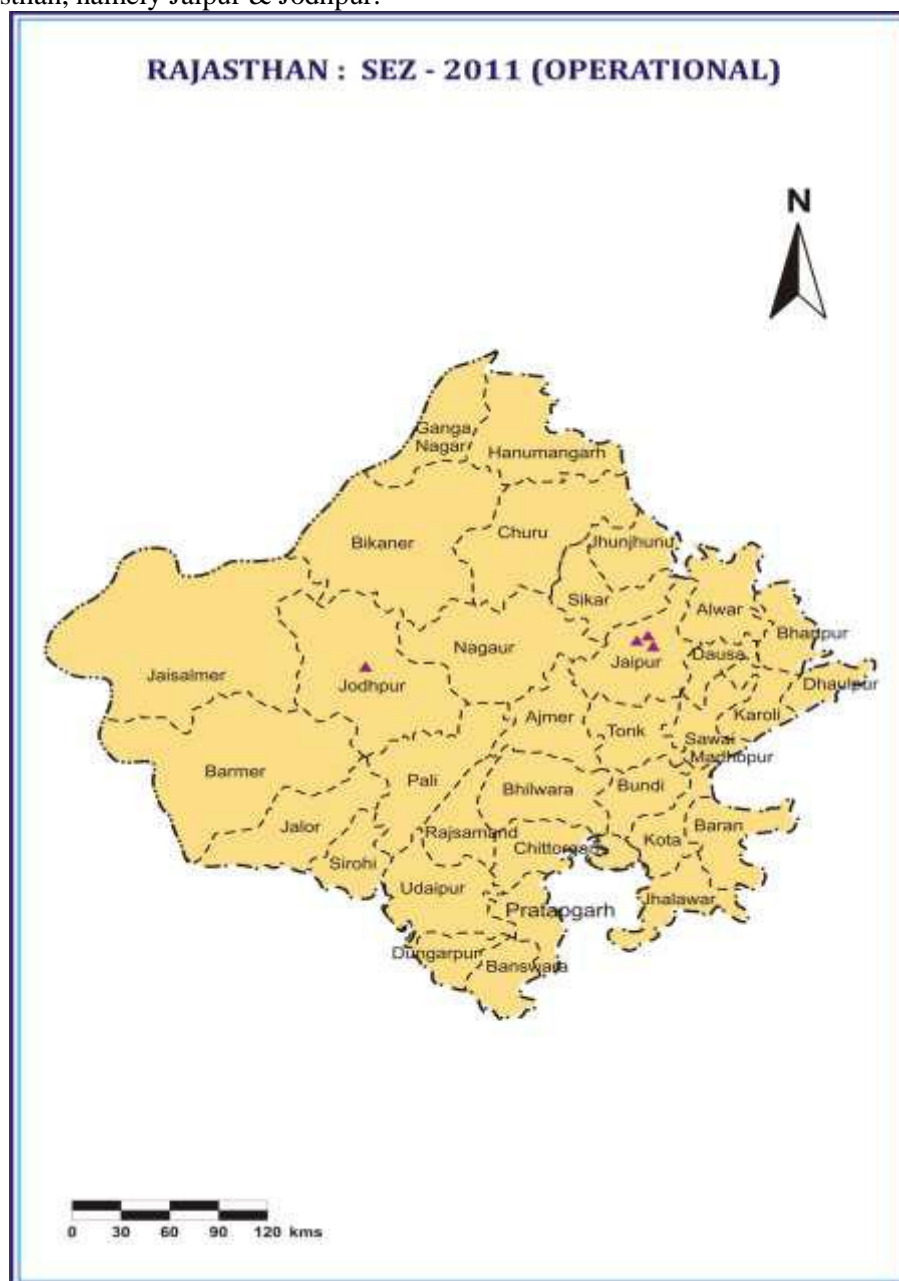 sthan, namely Jaipur & Jodhpur.
RAJASTHAN : SEZ - 2011 (OPERATIONAL)
N
Ganga
Nagar
Hanumangarh
Bikaner
Churu
Jhunjhunu
Sikar
Alwar
Bharatpur
Jaisalmer
Jodhpur
Nagaur
Jaipur
Dausa
Dhaulpur
Ajmer
Tonk
Karoli
Sawai
Madhopur
Barmer
Pali
Bhilwara
Bundi
Jalor
Rajsamand
Kota
Baran
Sirohi
Udaipur
Pratapgarh
Jhalawar
Dungarpur
Banswara
0 30 60 90 120 kms